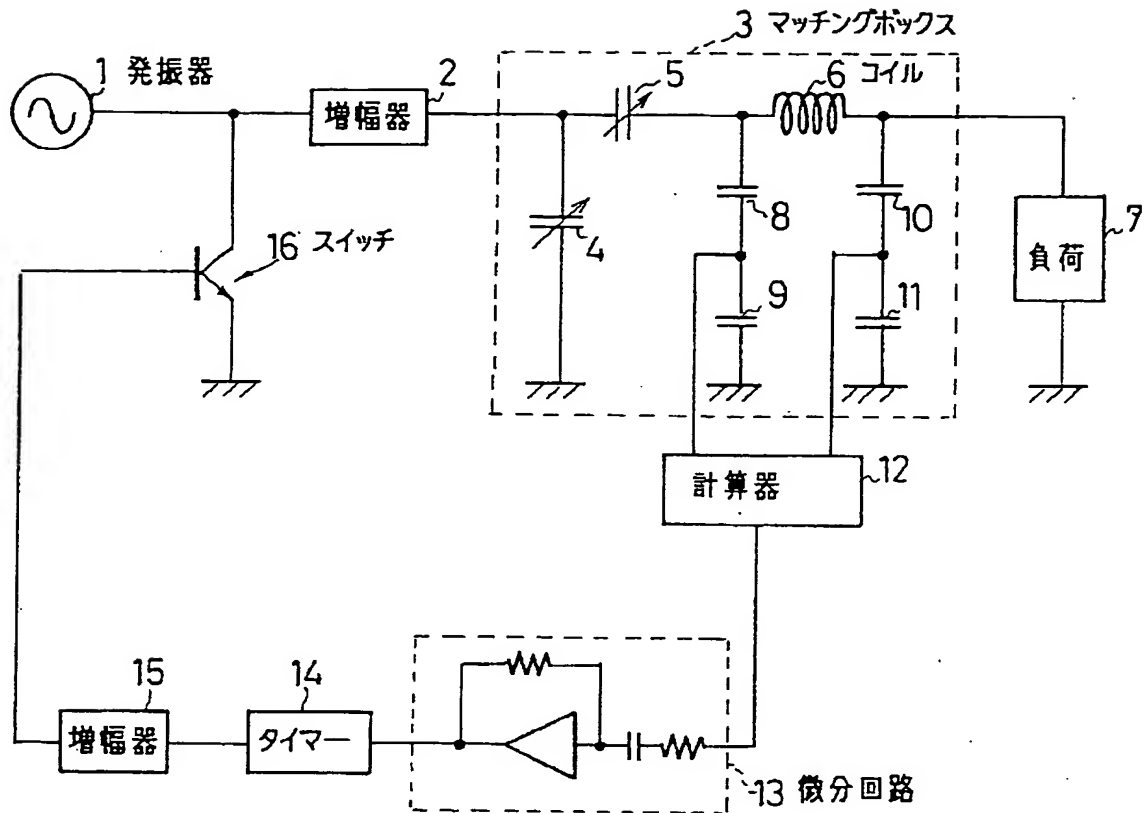 3 マッチングボックス
1 発振器
2
5
6 コイル
増幅器
4
8
10
7
16 スイッチ
負荷
9
11
計算器
12
15
14
増幅器
タイマー
13 微分回路